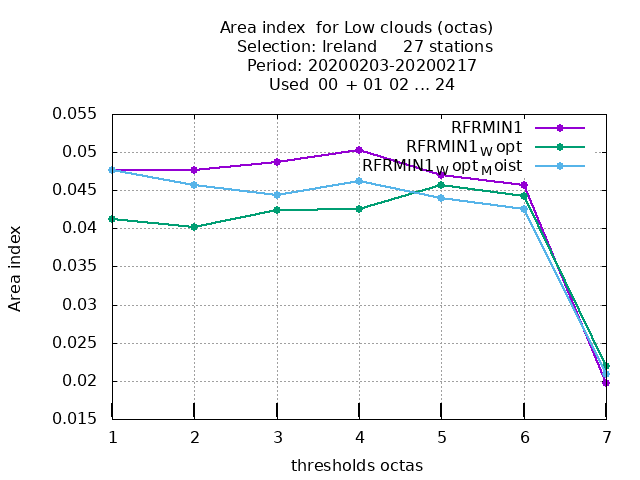 Area index  for Low clouds (octas)
Selection: Ireland     27 stations
Period: 20200203-20200217
Used  00 + 01 02 ... 24
RFRMIN1
RFRMIN1_W opt
RFRMIN1_W opt_M oist
0.055
0.05
0.045
0.04
0.035
0.03
0.025
0.02
0.015
Area index
1 2 3 4 5 6 7
thresholds octas